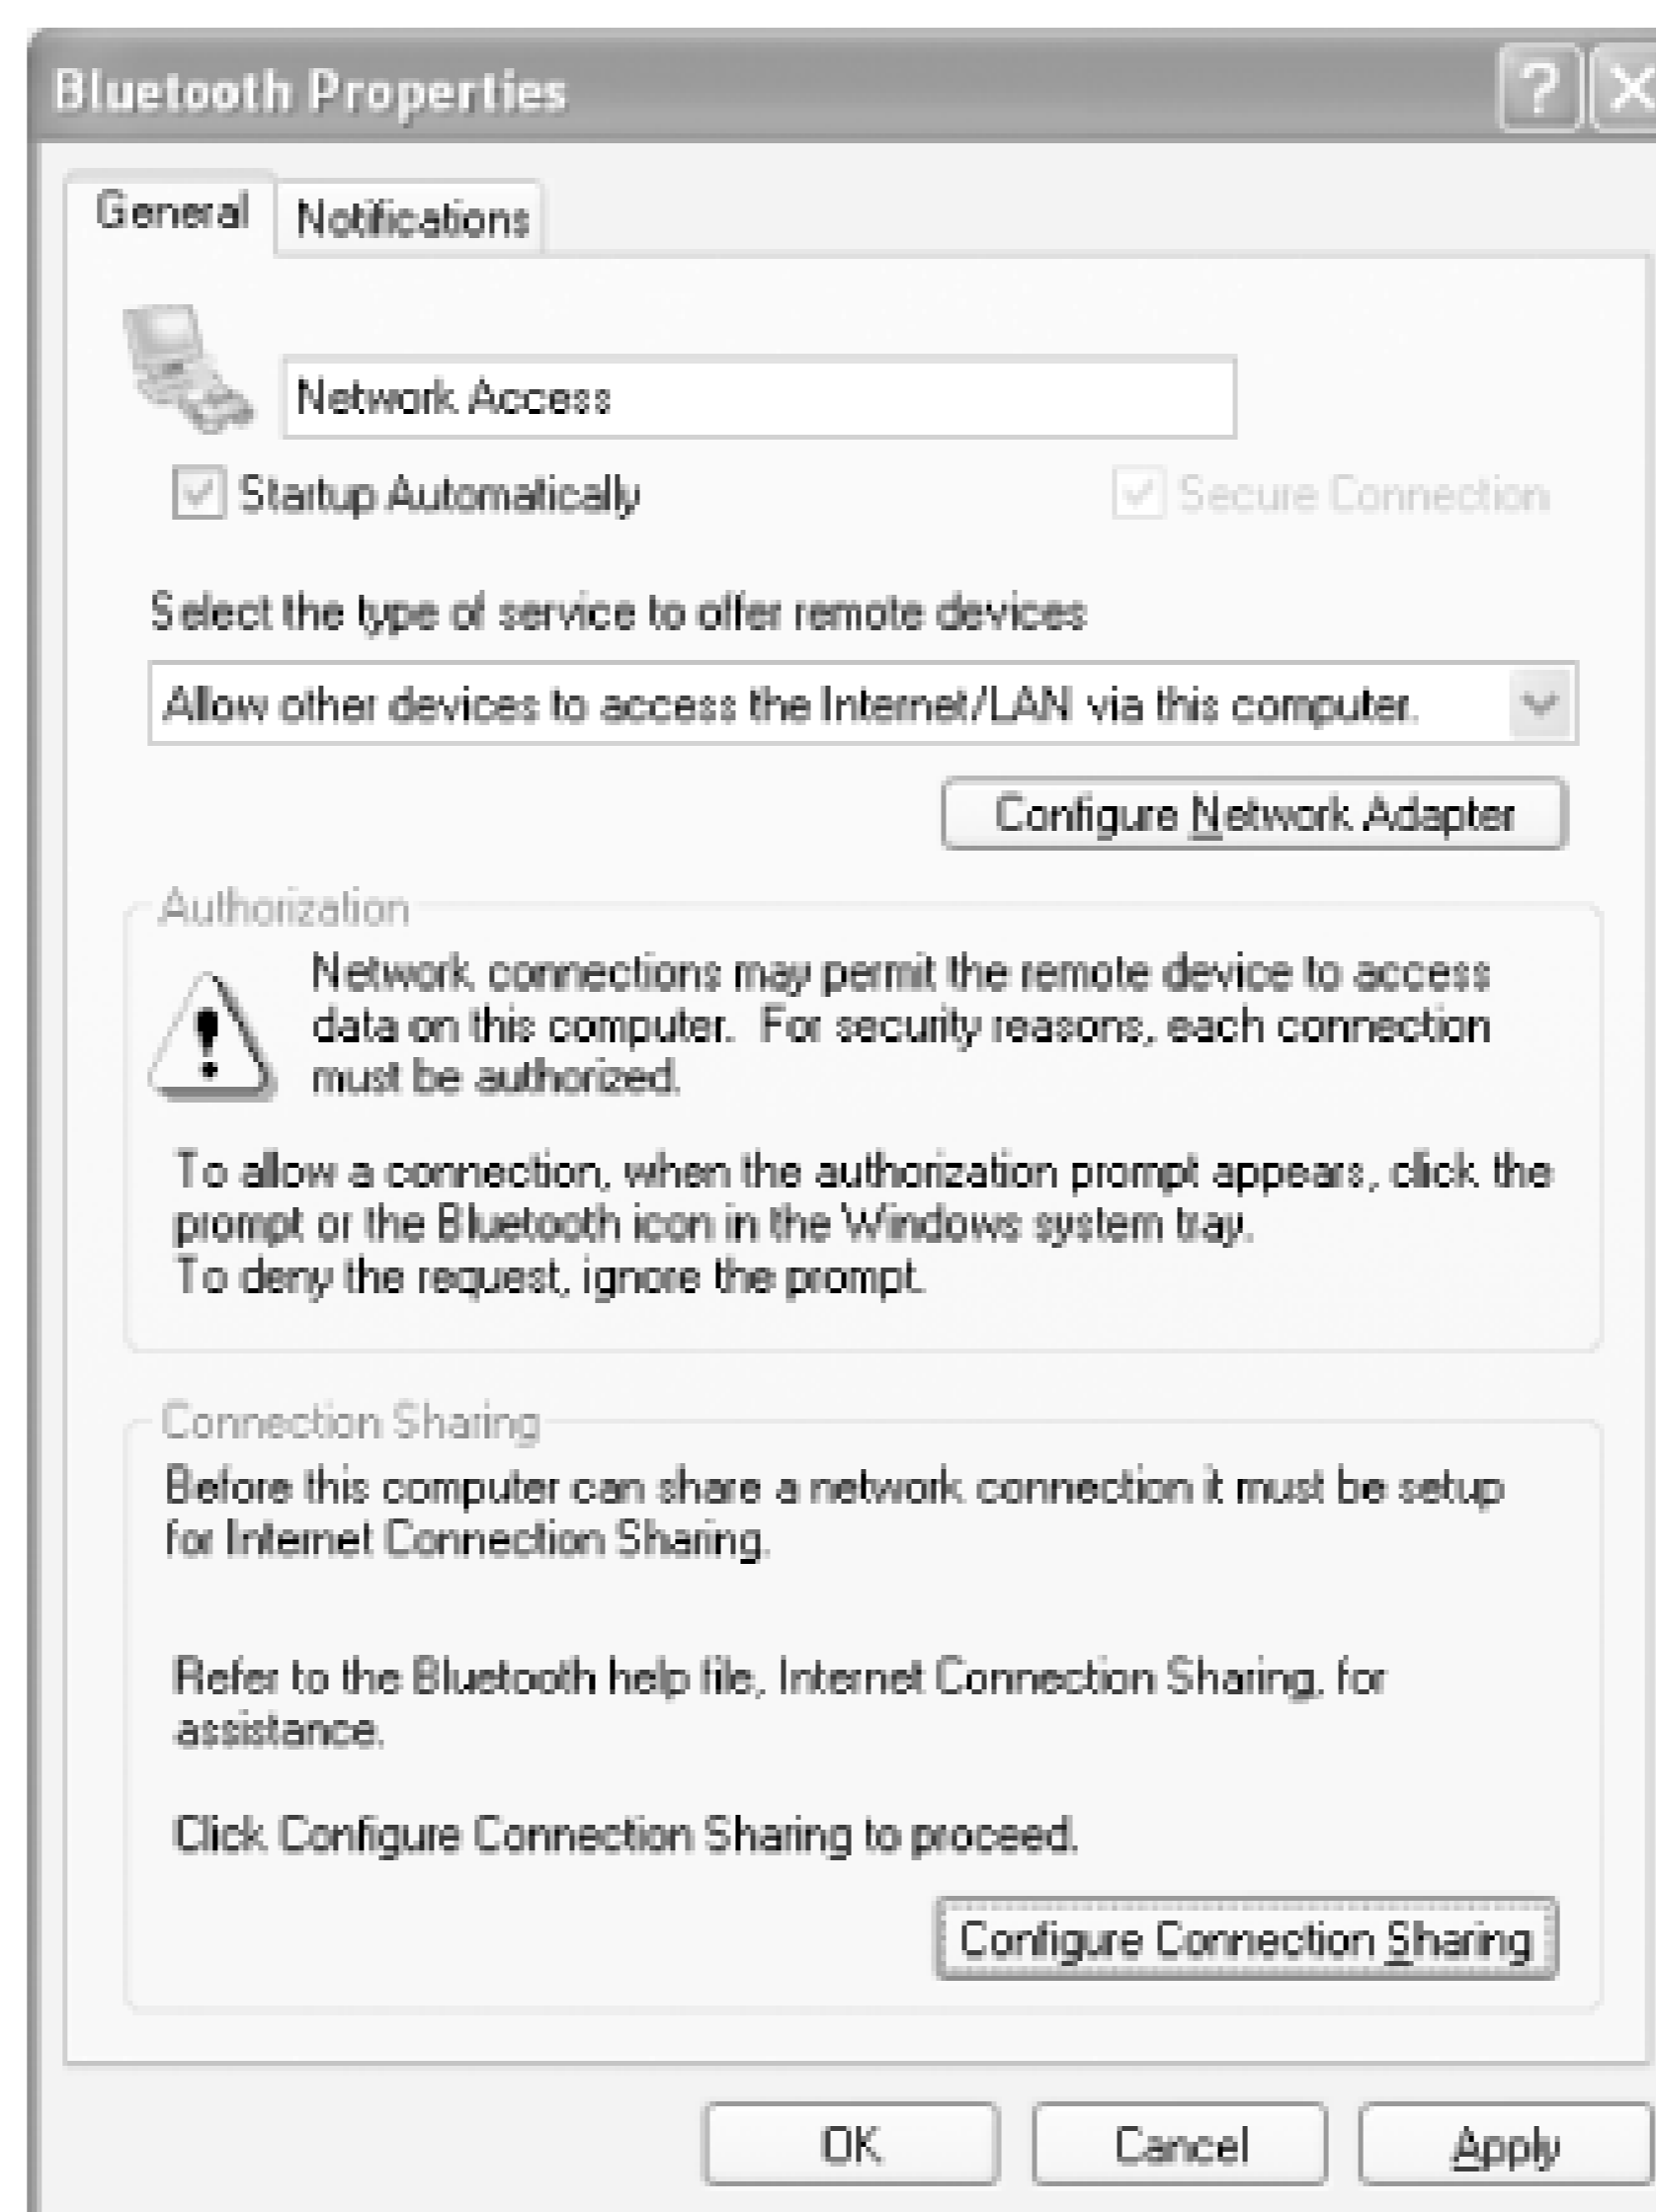 Bluetooth Properties
General Notifications
Network Access
Startup Automatically Secure Connection
Select the type of service to offer remote devices
Allow other devices to access the Internet/LAN via this computer.
Configure Network Adapter
Authorization
Network connections may permit the remote device to access
data on this computer. For security reasons, each connection
must be authorized.
To allow a connection, when the authorization prompt appears, click the
prompt or the Bluetooth icon in the Windows system tray.
To deny the request, ignore the prompt.
Connection Sharing
Before this computer can share a network connection it must be setup
for Internet Connection Sharing.
Refer to the Bluetooth help file, Internet Connection Sharing, for
assistance.
Click Configure Connection Sharing to proceed.
Configure Connection Sharing
OK Cancel Apply